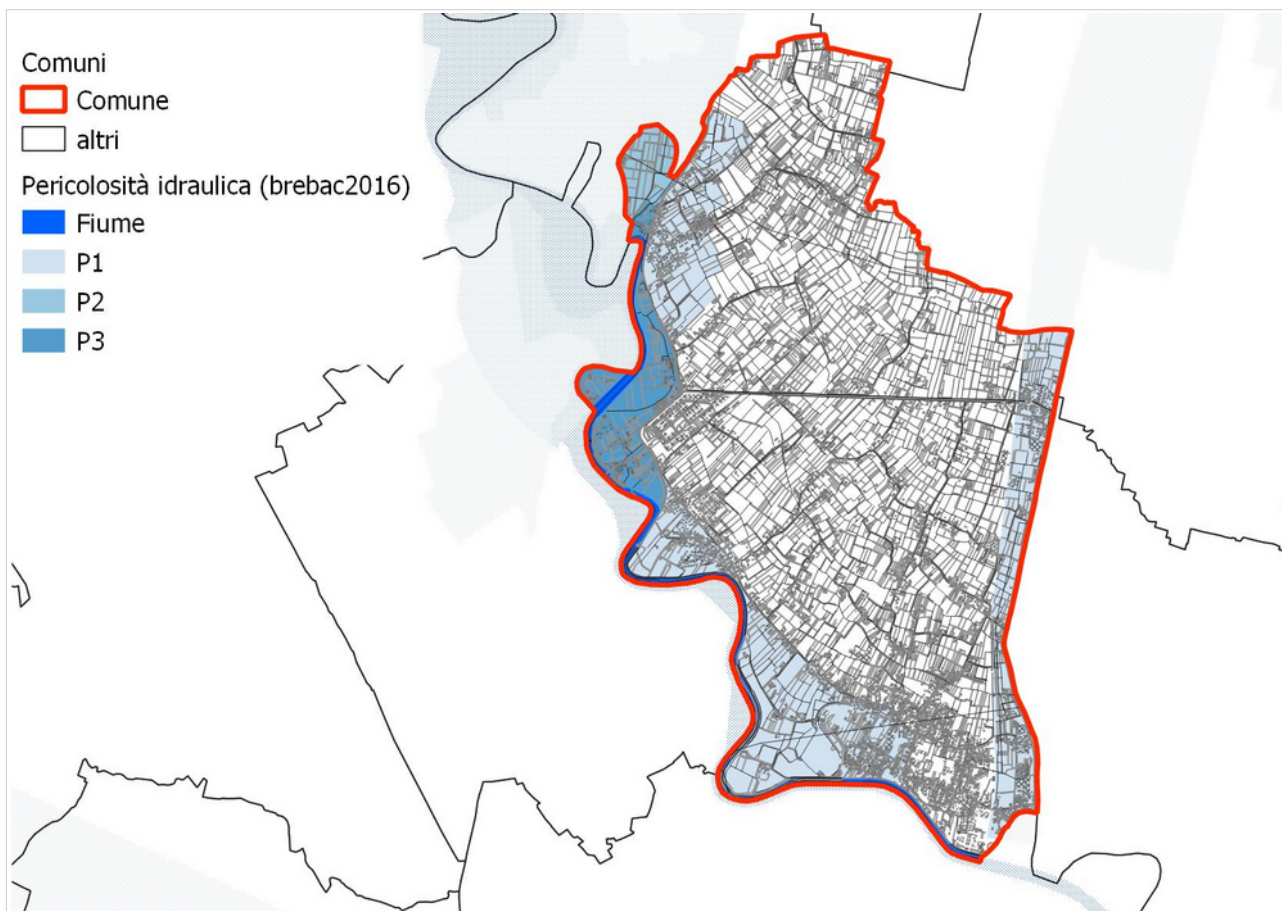 Comuni
Comune
altri
Pericolosità idraulica (brebac2016)
Fiume
P1
P2
P3